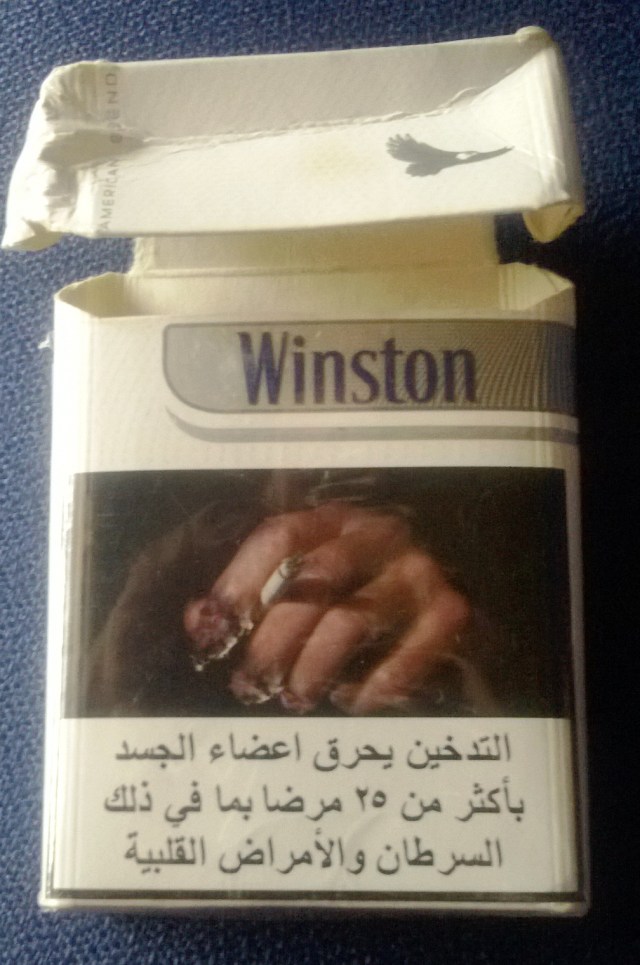 AMERICAN BLEND
Winston
التدخين يحرق اعضاء الجسد
بأكثر من ٢٥ مرضا بما في ذلك
السرطان والأمراض القلبية